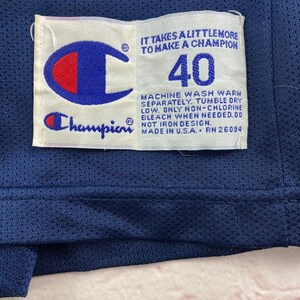 IT TAKES A LITTLE MORE
TO MAKE A CHAMPION
40
Champion
MACHINE WASH WARM
SEPARATELY. TUMBLE DRY
LOW, ONLY NON-CHLORINE
BLEACH WHEN NEEDED. DO
NOT IRON DESIGN.
MADE IN U.S.A. • RN 26094